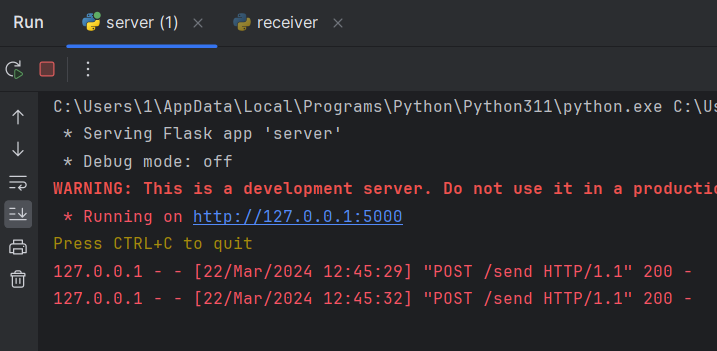 Run server (1) receiver
C:\Users\1\AppData\Local\Programs\Python\Python311\python.exe
* Serving Flask app 'server'
* Debug mode: off
WARNING: This is a development server. Do not use it in a
* Running on http://127.0.0.1:5000
Press CTRL+C to quit
127.0.0.1 - - [22/Mar/2024 12:45:29] "POST /send HTTP/1.1" 200 -
127.0.0.1 - - [22/Mar/2024 12:45:32] "POST /send HTTP/1.1" 200 -